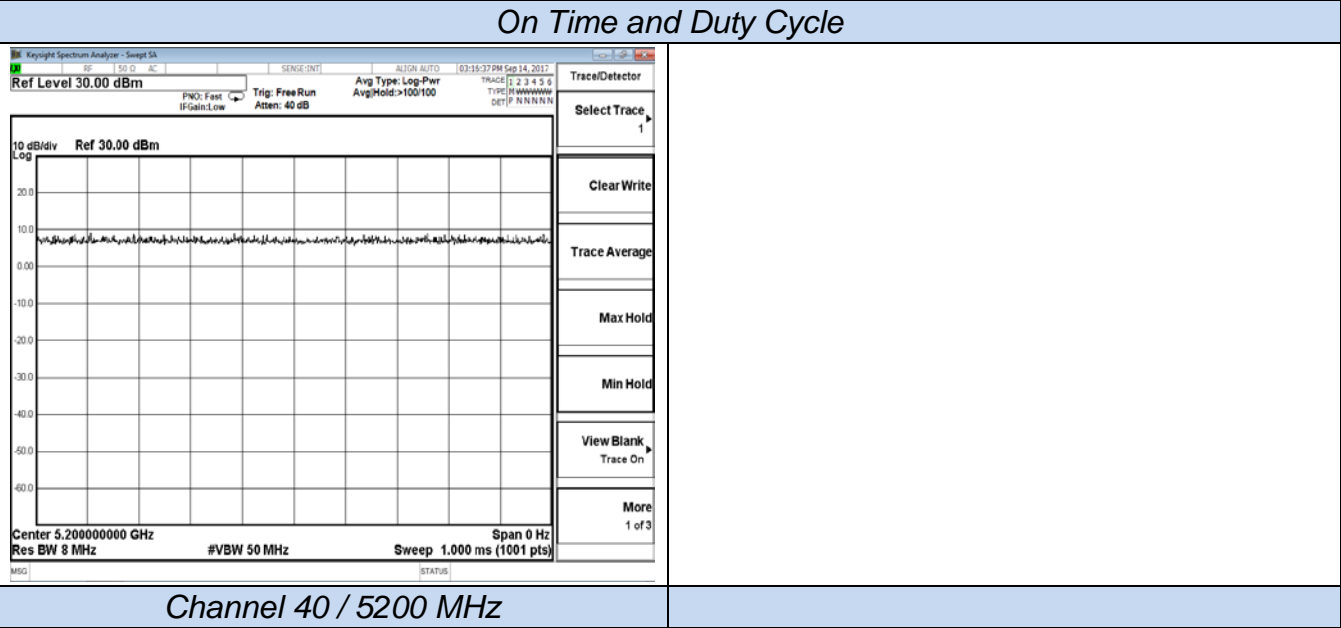 On Time and Duty Cycle
Keysight Spectrum Analyzer - Swept SA
RF 50 Ω AC SENSE:INT ALIGN AUTO 03:15:37 PM Sep 14, 2017
Ref Level 30.00 dBm
PNO: Fast
IFGain:Low
Trig: Free Run
Atten: 40 dB
Avg Type: Log-Pwr
Avg|Hold:>100/100
TRACE 1 2 3 4 5 6
TYPE M WWWWW
DET P N N N N N
Trace/Detector
Select Trace
1
10 dB/div Ref 30.00 dBm
Log
20.0
10.0
0.00
-10.0
-20.0
-30.0
-40.0
-50.0
-60.0
Clear Write
Trace Average
Max Hold
Min Hold
View Blank
Trace On
More
1 of 3
Center 5.200000000 GHz Span 0 Hz
Res BW 8 MHz #VBW 50 MHz Sweep 1.000 ms (1001 pts)
MSG STATUS
Channel 40 / 5200 MHz